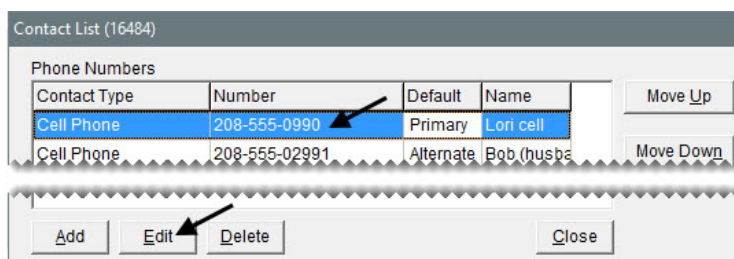 Contact List (16484)
Phone Numbers
Contact Type Number Default Name Move Up
Cell Phone 208-555-0990 Primary Lori cell
Cell Phone 208-555-02991 Alternate Bob (husba Move Down
Add Edit Delete Close